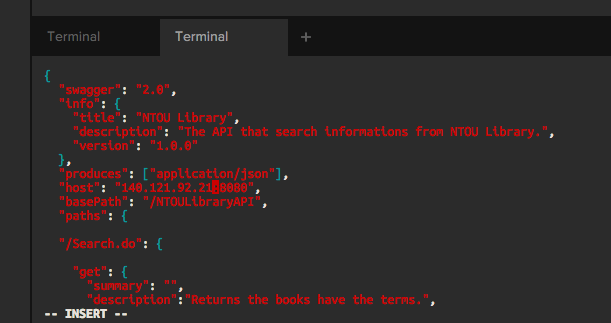 Terminal Terminal +
{
"swagger": "2.0",
"info": {
"title": "NTOU Library",
"description": "The API that search informations from NTOU Library.",
"version": "1.0.0"
},
"produces": ["application/json"],
"host": "140.121.92.21:8080",
"basePath": "/NTOULibraryAPI",
"paths": {
"/Search.do": {
"get": {
"summary": "",
"description":"Returns the books have the terms.",
-- INSERT --